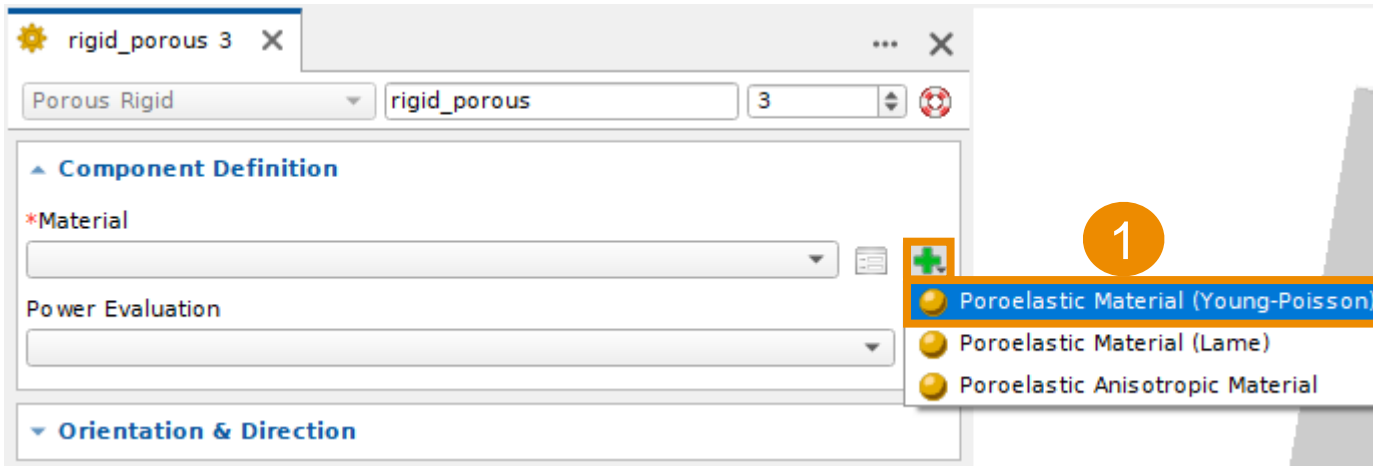 rigid_porous 3
Porous Rigid rigid_porous 3
Component Definition
*Material
1
Power Evaluation
Poroelastic Material (Young-Poisson)
Poroelastic Material (Lame)
Poroelastic Anisotropic Material
Orientation & Direction